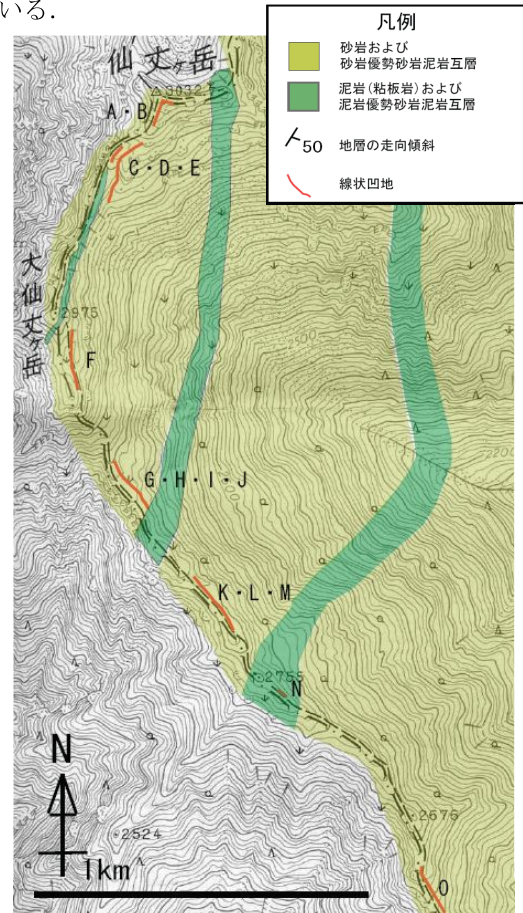 いる.
凡例
砂岩および
砂岩優勢砂岩泥岩互層
泥岩(粘板岩)および
泥岩優勢砂岩泥岩互層
50 地層の走向傾斜
線状凹地
仙丈ヶ岳
3032
A・B
C・D・E
大仙丈ヶ岳
2975
F
G・H・I・J
K・L・M
2755
N
N
2576
2524
1km
O